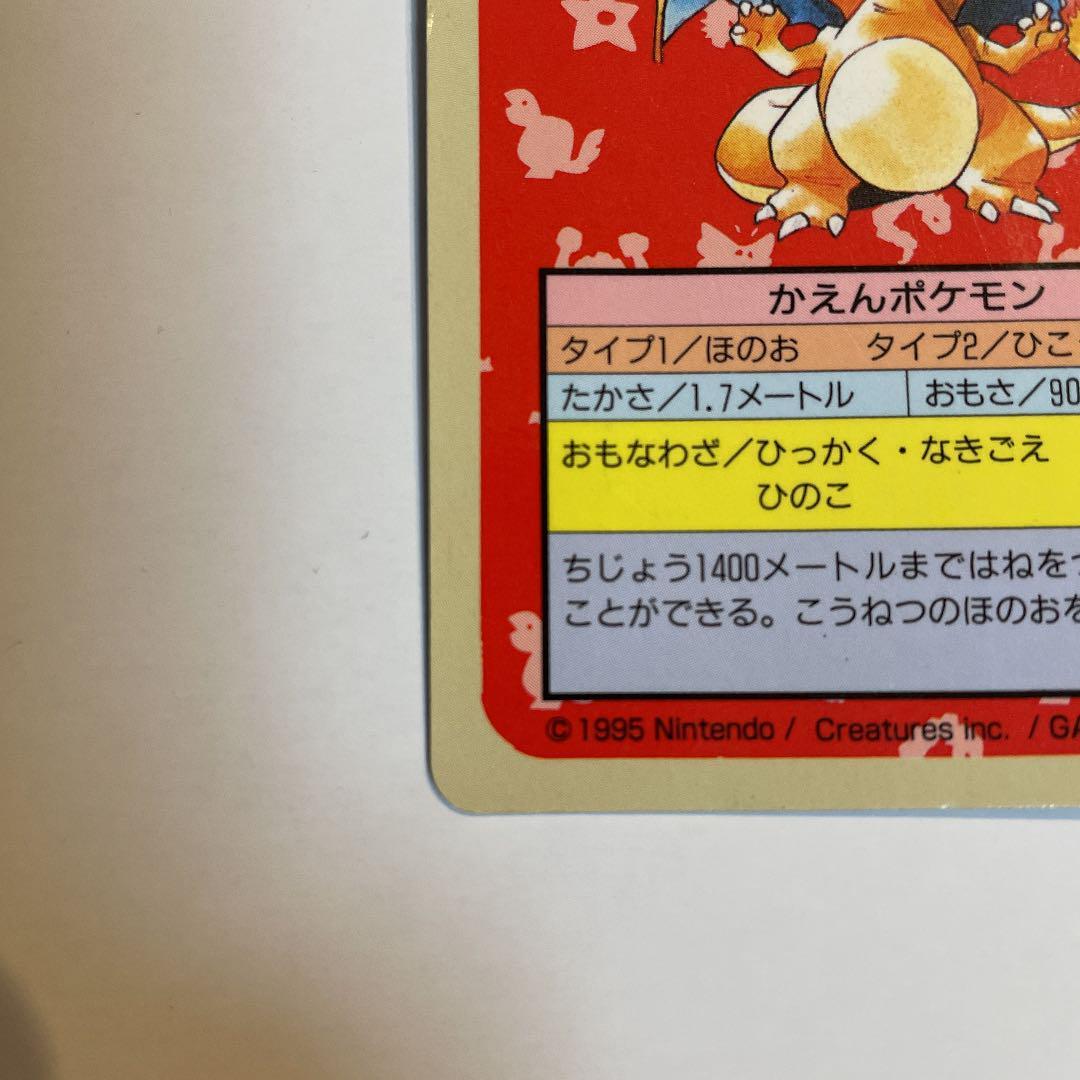 かえんポケモン
タイプ1／ほのお タイプ2／ひこ
たかさ／1.7メートル おもさ／90
おもなわざ／ひっかく・なきごえ
ひのこ
ちじょう1400メートルまではねをつ
ことができる。こうねつのほのおを
©1995 Nintendo / Creatures inc. / GA